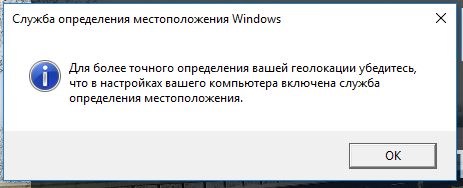 Служба определения местоположения Windows
Для более точного определения вашей геолокации убедитесь,
что в настройках вашего компьютера включена служба
определения местоположения.
OK